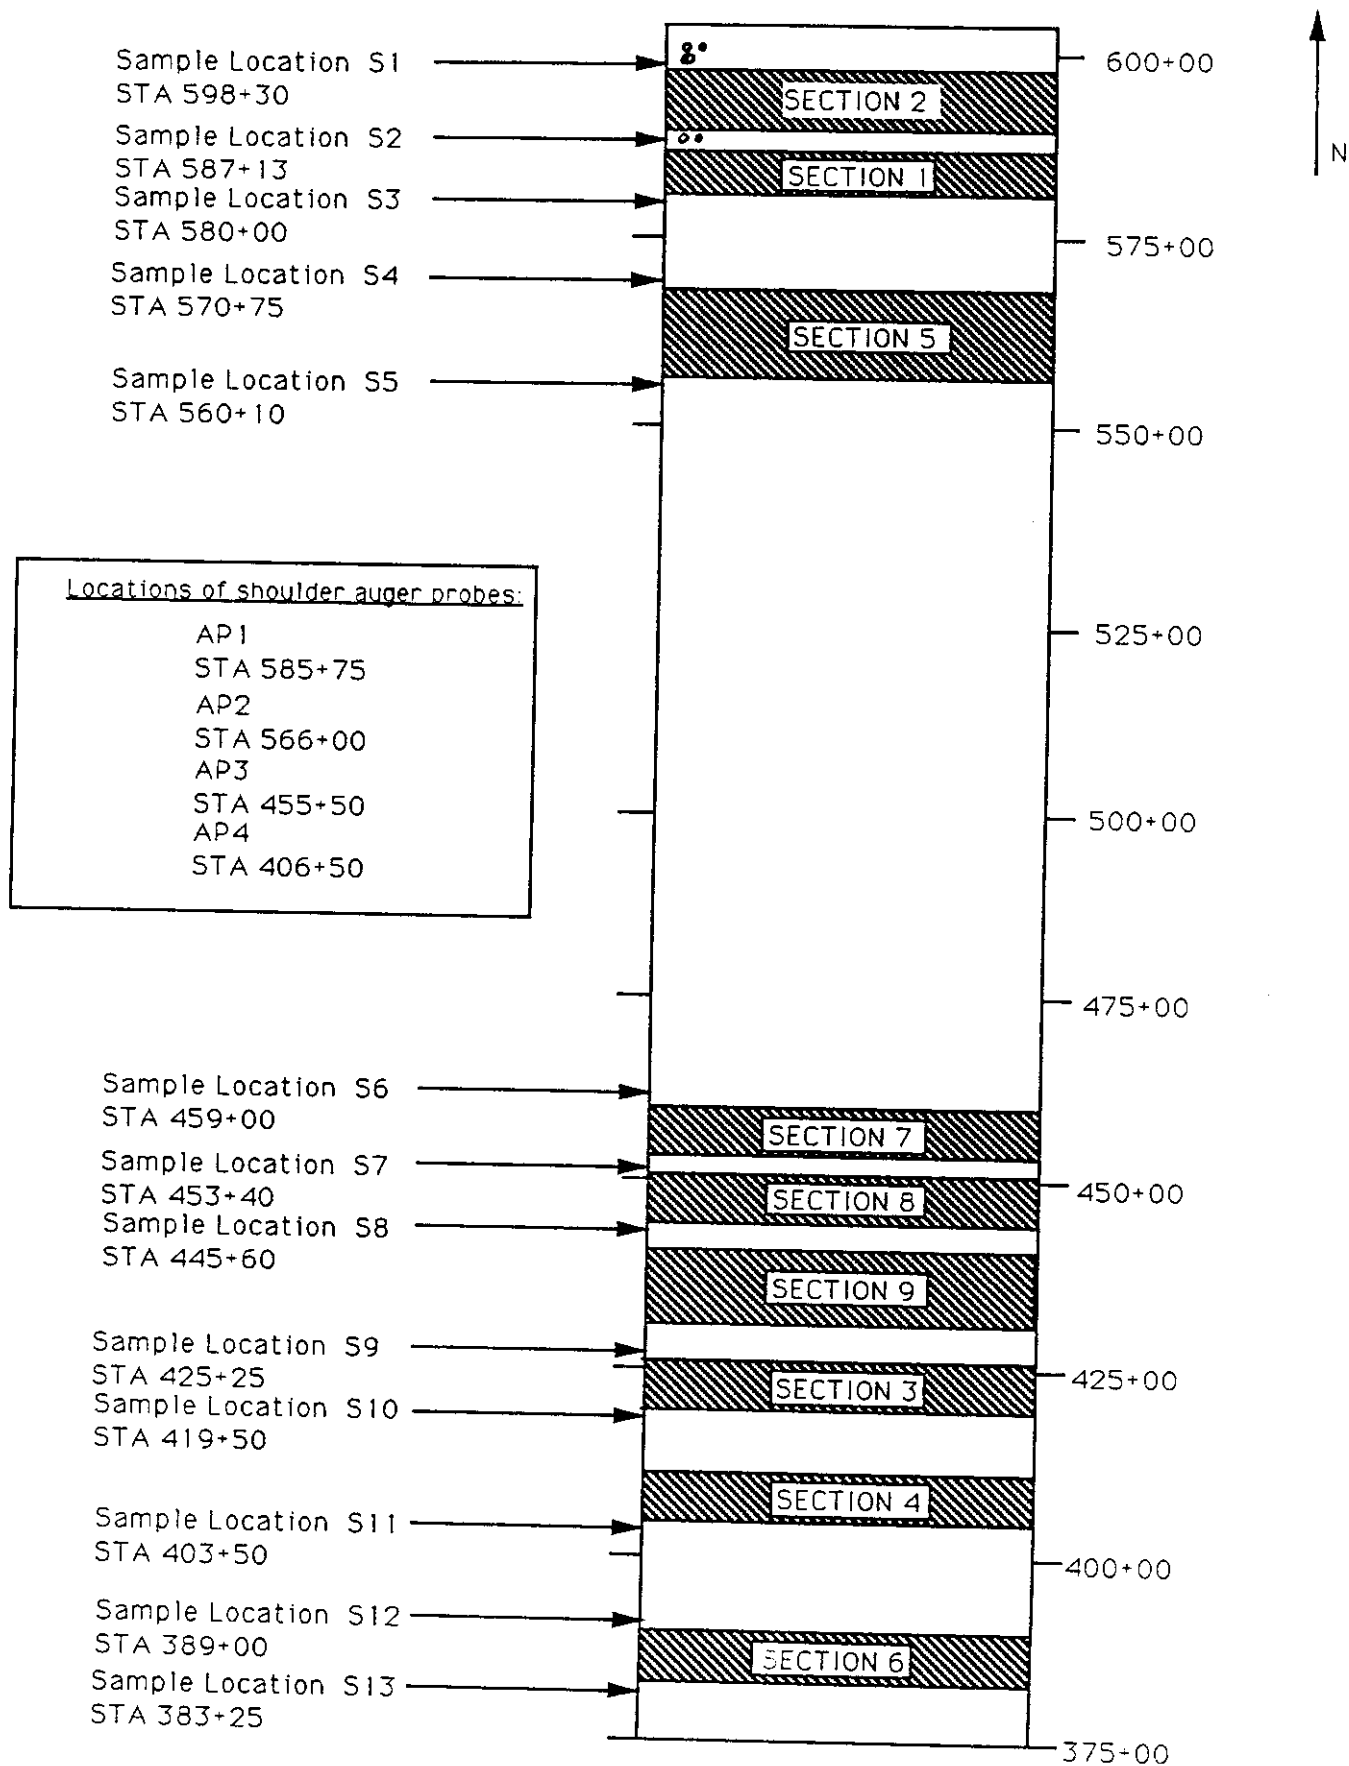 Sample Location S1
STA 598+30
Sample Location S2
STA 587+13
Sample Location S3
STA 580+00
Sample Location S4
STA 570+75
Sample Location S5
STA 560+10
Locations of shoulder auger probes:
AP1
STA 585+75
AP2
STA 566+00
AP3
STA 455+50
AP4
STA 406+50
Sample Location S6
STA 459+00
Sample Location S7
STA 453+40
Sample Location S8
STA 445+60
Sample Location S9
STA 425+25
Sample Location S10
STA 419+50
Sample Location S11
STA 403+50
Sample Location S12
STA 389+00
Sample Location S13
STA 383+25
SECTION 2
SECTION 1
SECTION 5
SECTION 7
SECTION 8
SECTION 9
SECTION 3
SECTION 4
SECTION 6
600+00
575+00
550+00
525+00
500+00
475+00
450+00
425+00
400+00
375+00
N